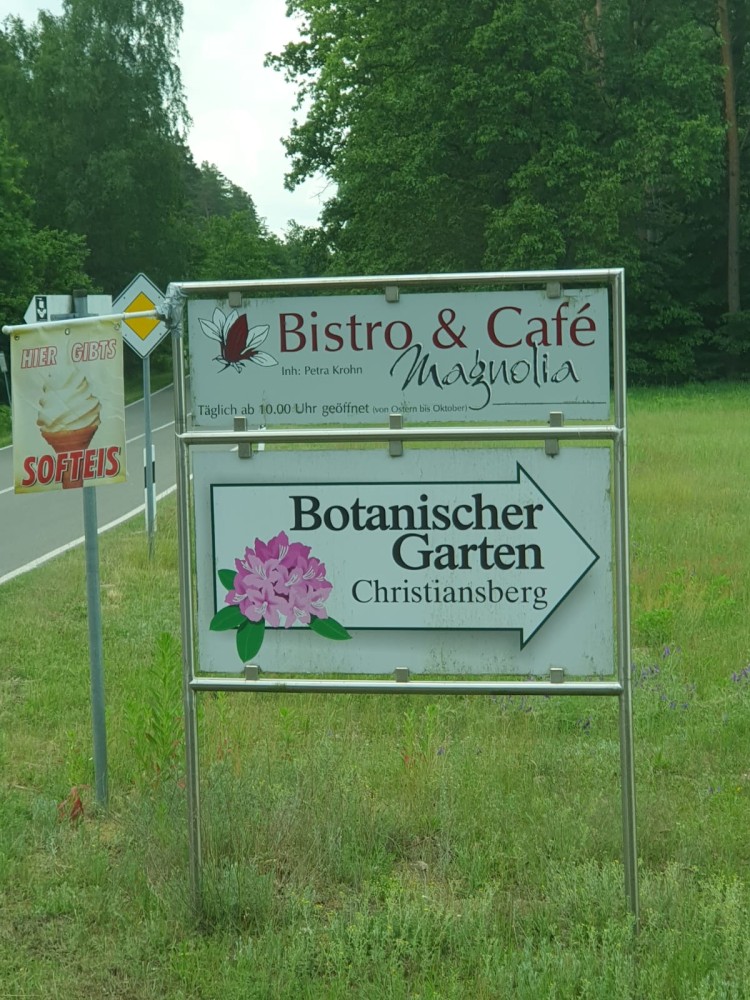 HIER GIBTS
SOFTEIS
Bistro & Café
Magnolia
Inh: Petra Krohn
Täglich ab 10.00 Uhr geöffnet (von Ostern bis Oktober)
Botanischer
Garten
Christiansberg